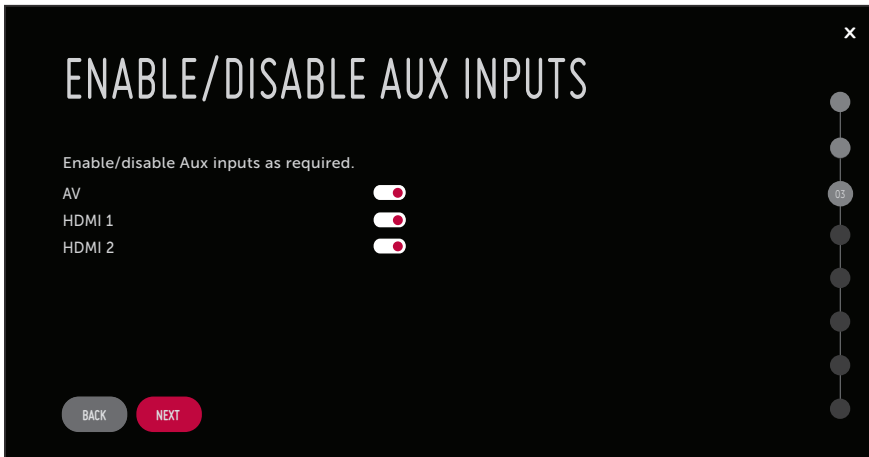 X
ENABLE/DISABLE AUX INPUTS
Enable/disable Aux inputs as required.
AV
HDMI 1
HDMI 2
03
BACK NEXT